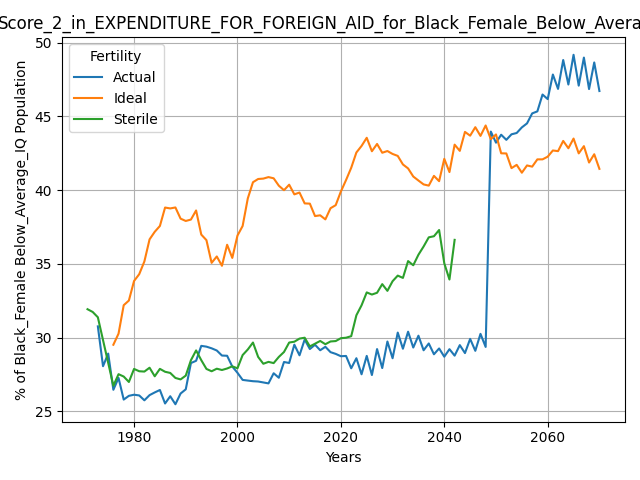 Score_2_in_EXPENDITURE_FOR_FOREIGN_AID_for_Black_Female_Below_Avera
50
45
40
35
30
25
% of Black_Female Below_Average_IQ Population
Fertility
Actual
Ideal
Sterile
1980
2000
2020
2040
2060
Years